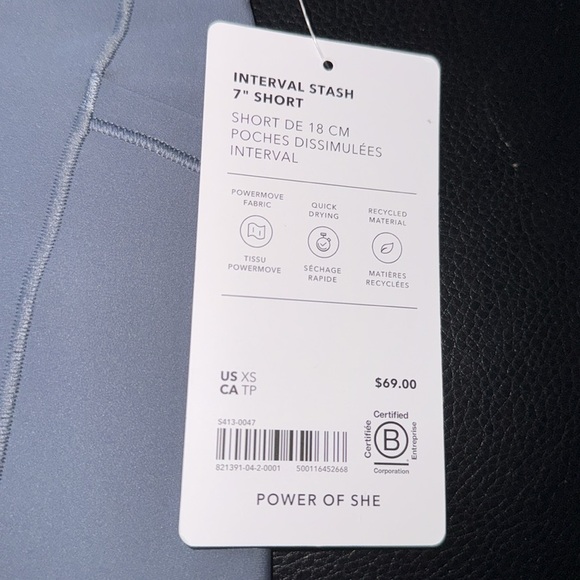 INTERVAL STASH
7" SHORT
SHORT DE 18 CM
POCHES DISSIMULÉES
INTERVAL
POWERMOVE
FABRIC
TISSU
POWERMOVE
QUICK
DRYING
SÉCHAGE
RAPIDE
RECYCLED
MATERIAL
MATIÈRES
RECYCLÉES
US XS
CA TP
$69.00
S413-0047
821391-04-2-0001 500116452668
Certified
Certifiée
B
Entreprise
Corporation
POWER OF SHE